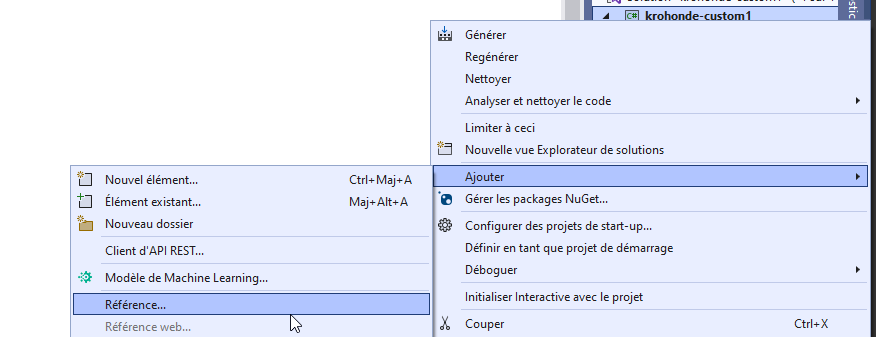 krohonde-custom1
Générer
Regénérer
Nettoyer
Analyser et nettoyer le code
Limiter à ceci
Nouvelle vue Explorateur de solutions
Ajouter
Gérer les packages NuGet...
Configurer des projets de start-up...
Définir en tant que projet de démarrage
Déboguer
Initialiser Interactive avec le projet
Couper Ctrl+X
Nouvel élément... Ctrl+Maj+A
Élément existant... Maj+Alt+A
Nouveau dossier
Client d'API REST...
Modèle de Machine Learning...
Référence...
Référence web...